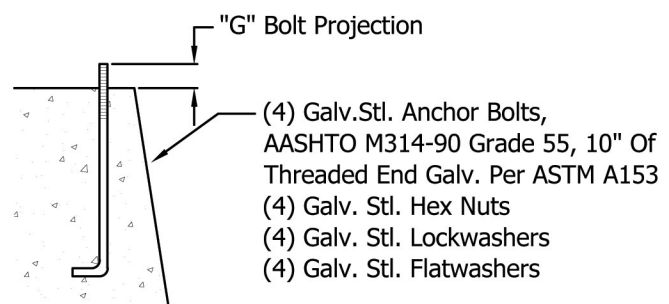 "G" Bolt Projection
(4) Galv.Stl. Anchor Bolts,
AASHTO M314-90 Grade 55, 10" Of
Threaded End Galv. Per ASTM A153
(4) Galv. Stl. Hex Nuts
(4) Galv. Stl. Lockwashers
(4) Galv. Stl. Flatwashers